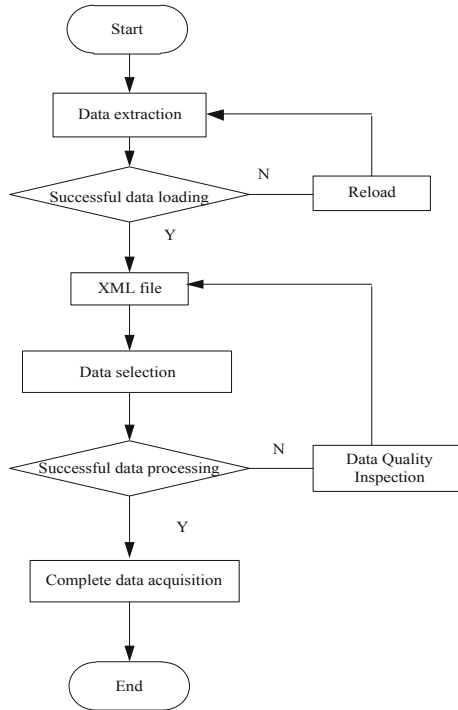 Start
Data extraction
Successful data loading
N
Reload
Y
XML file
Data selection
Successful data processing
N
Data Quality
Inspection
Y
Complete data acquisition
End